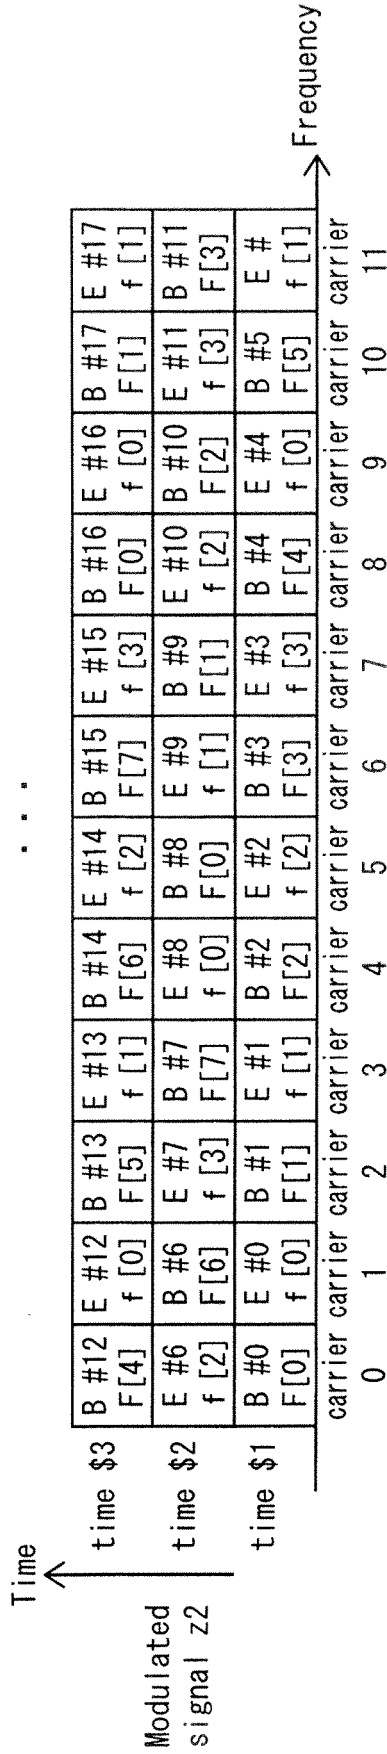 . . .
Time
Modulated
signal z2
time $3
B #12 E #12 B #13 E #13 B #14 E #14 B #15 E #15 B #16 E #16 B #17 E #17
F[4] f [0] F[5] f [1] F[6] f [2] F[7] f [3] F[0] f [0] F[1] f [1]
time $2
E #6 B #6 E #7 B #7 E #8 B #8 E #9 B #9 E #10 B #10 E #11 B #11
f [2] F[6] f [3] F[7] f [0] F[0] f [1] F[1] f [2] F[2] f [3] F[3]
time $1
B #0 E #0 B #1 E #1 B #2 E #2 B #3 E #3 B #4 E #4 B #5 E #
F[0] f [0] F[1] f [1] F[2] f [2] F[3] f [3] F[4] f [0] F[5] f [1]
Frequency
carrier carrier carrier carrier carrier carrier carrier carrier carrier carrier carrier carrier
0 1 2 3 4 5 6 7 8 9 10 11